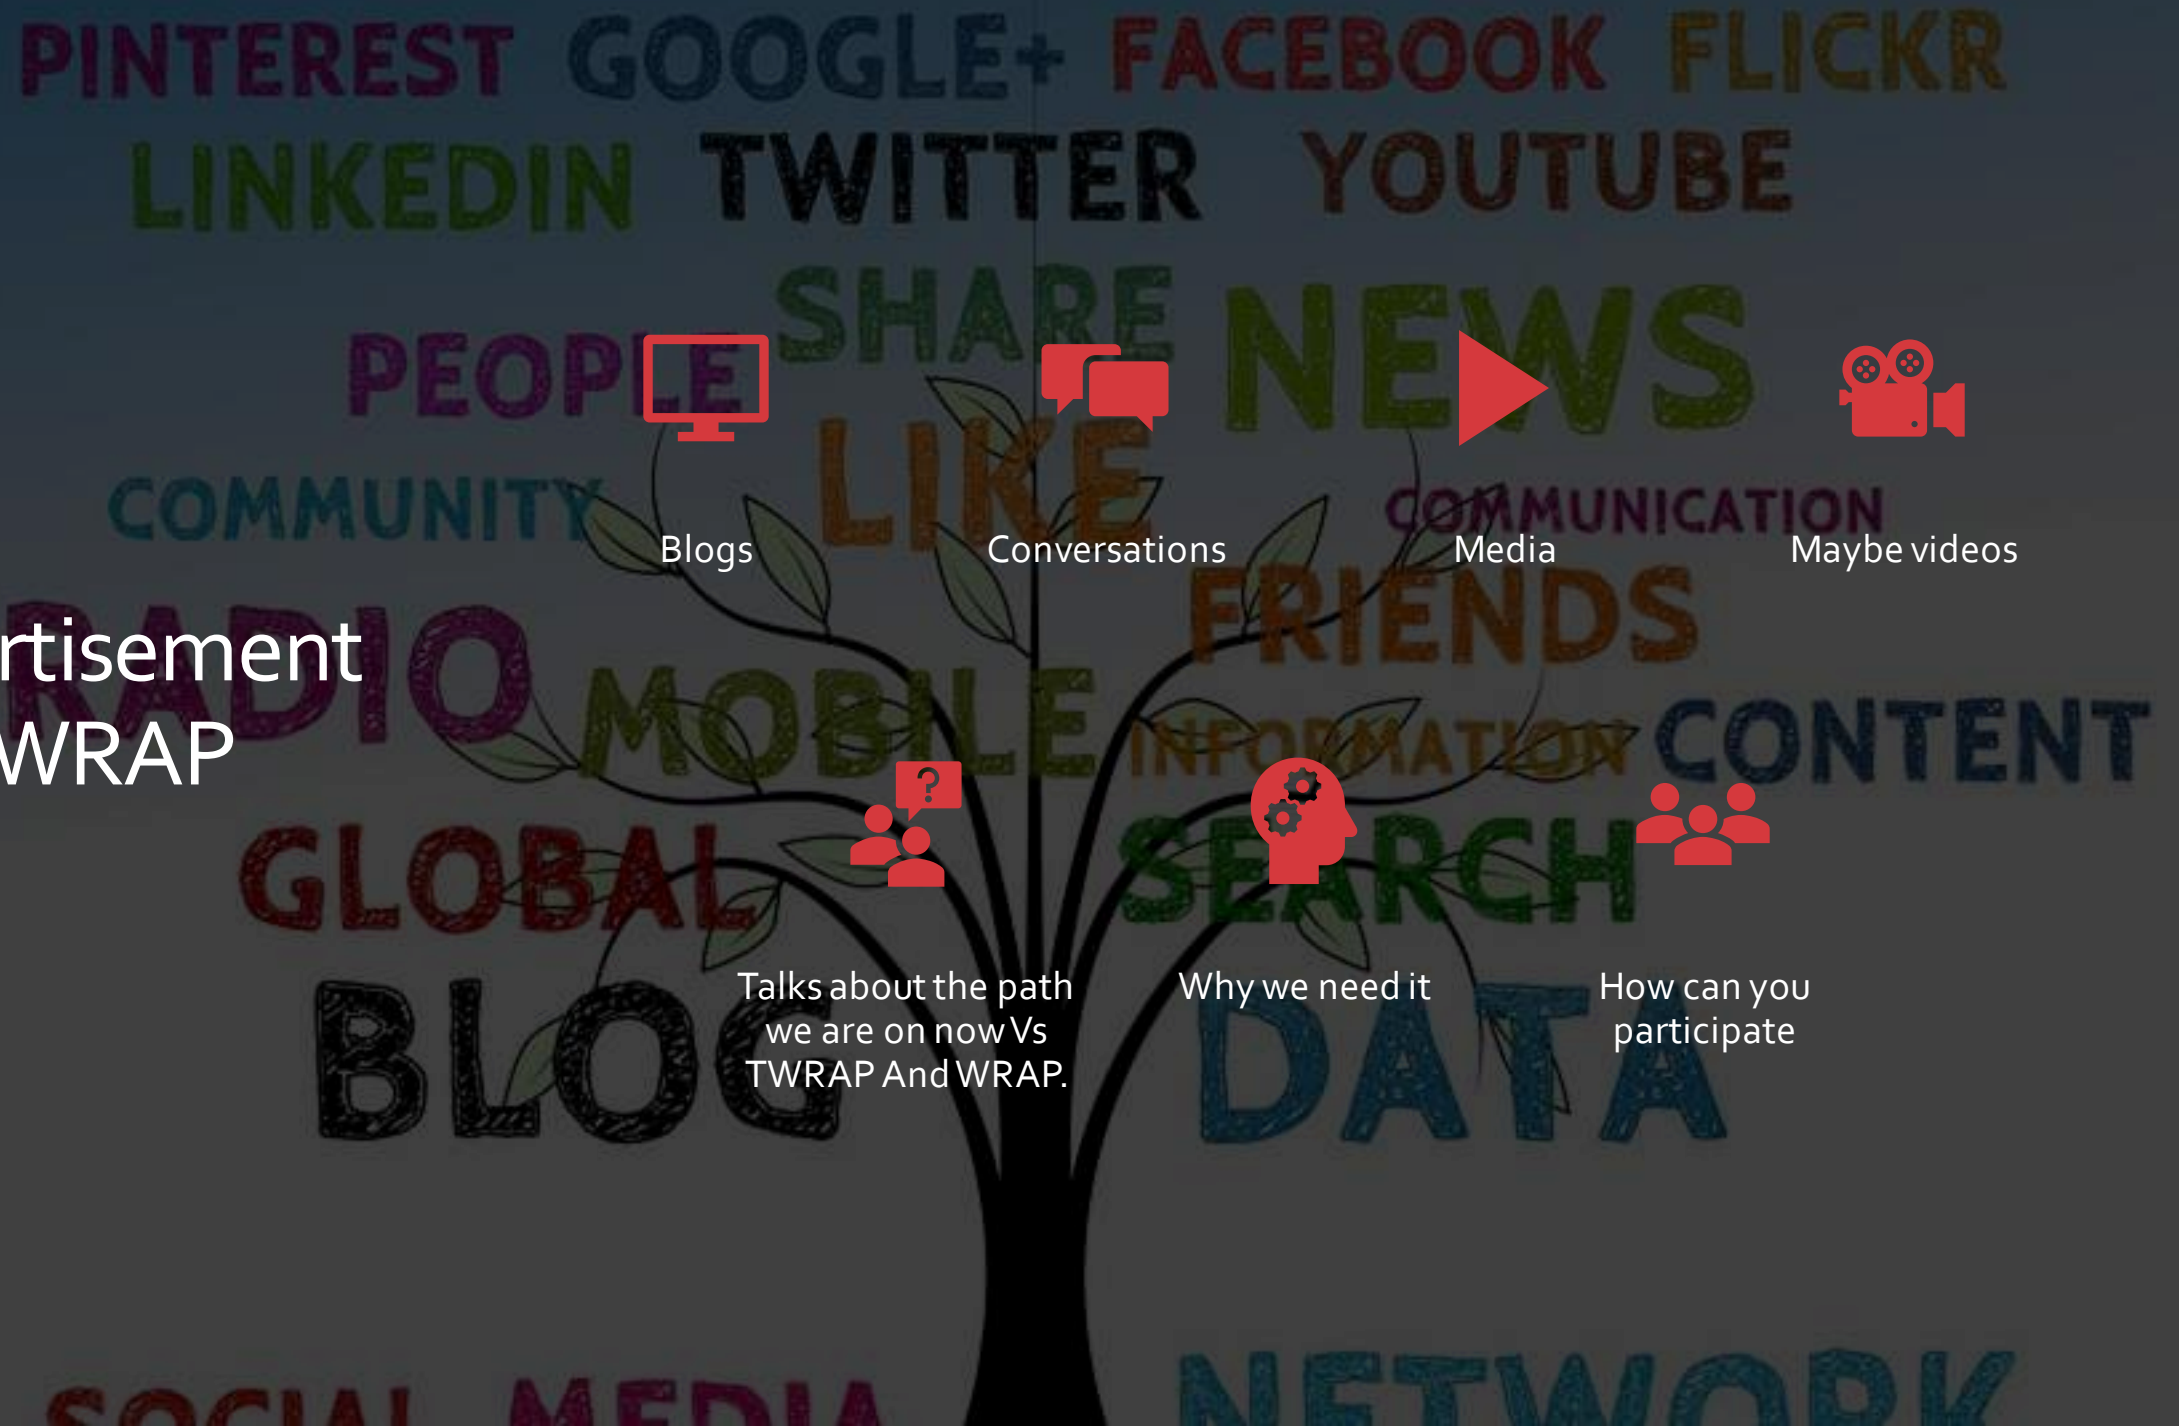 PINTEREST GOOGLE+ FACEBOOK FLICKR
LINKEDIN TWITTER YOUTUBE
SHARE NEWS
PEOPLE
LIKE
COMMUNITY COMMUNICATION
Blogs Conversations Media Maybe videos
FRIENDS
rtisement
RADIO
MOBILE
WRAP
INFORMATION CONTENT
?
GLOBAL SEARCH
BLOG DATA
Talks about the path
we are on now Vs
TWRAP And WRAP.
Why we need it
How can you
participate
SOCIAL MEDIA NETWORK